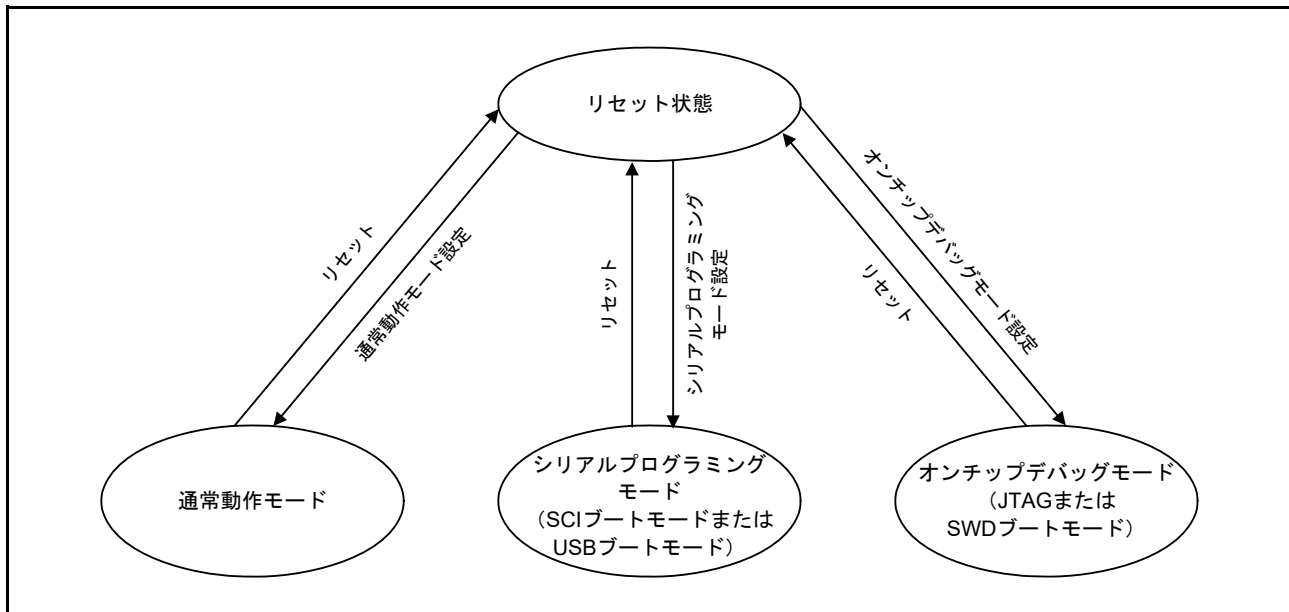 リセット状態
リセット
通常動作モード設定
リセット
シリアルプログラミング
モード設定
オンチップデバッグモード設定
リセット
通常動作モード
シリアルプログラミング
モード
(SCIブートモードまたは
USBブートモード)
オンチップデバッグモード
(JTAGまたは
SWDブートモード)